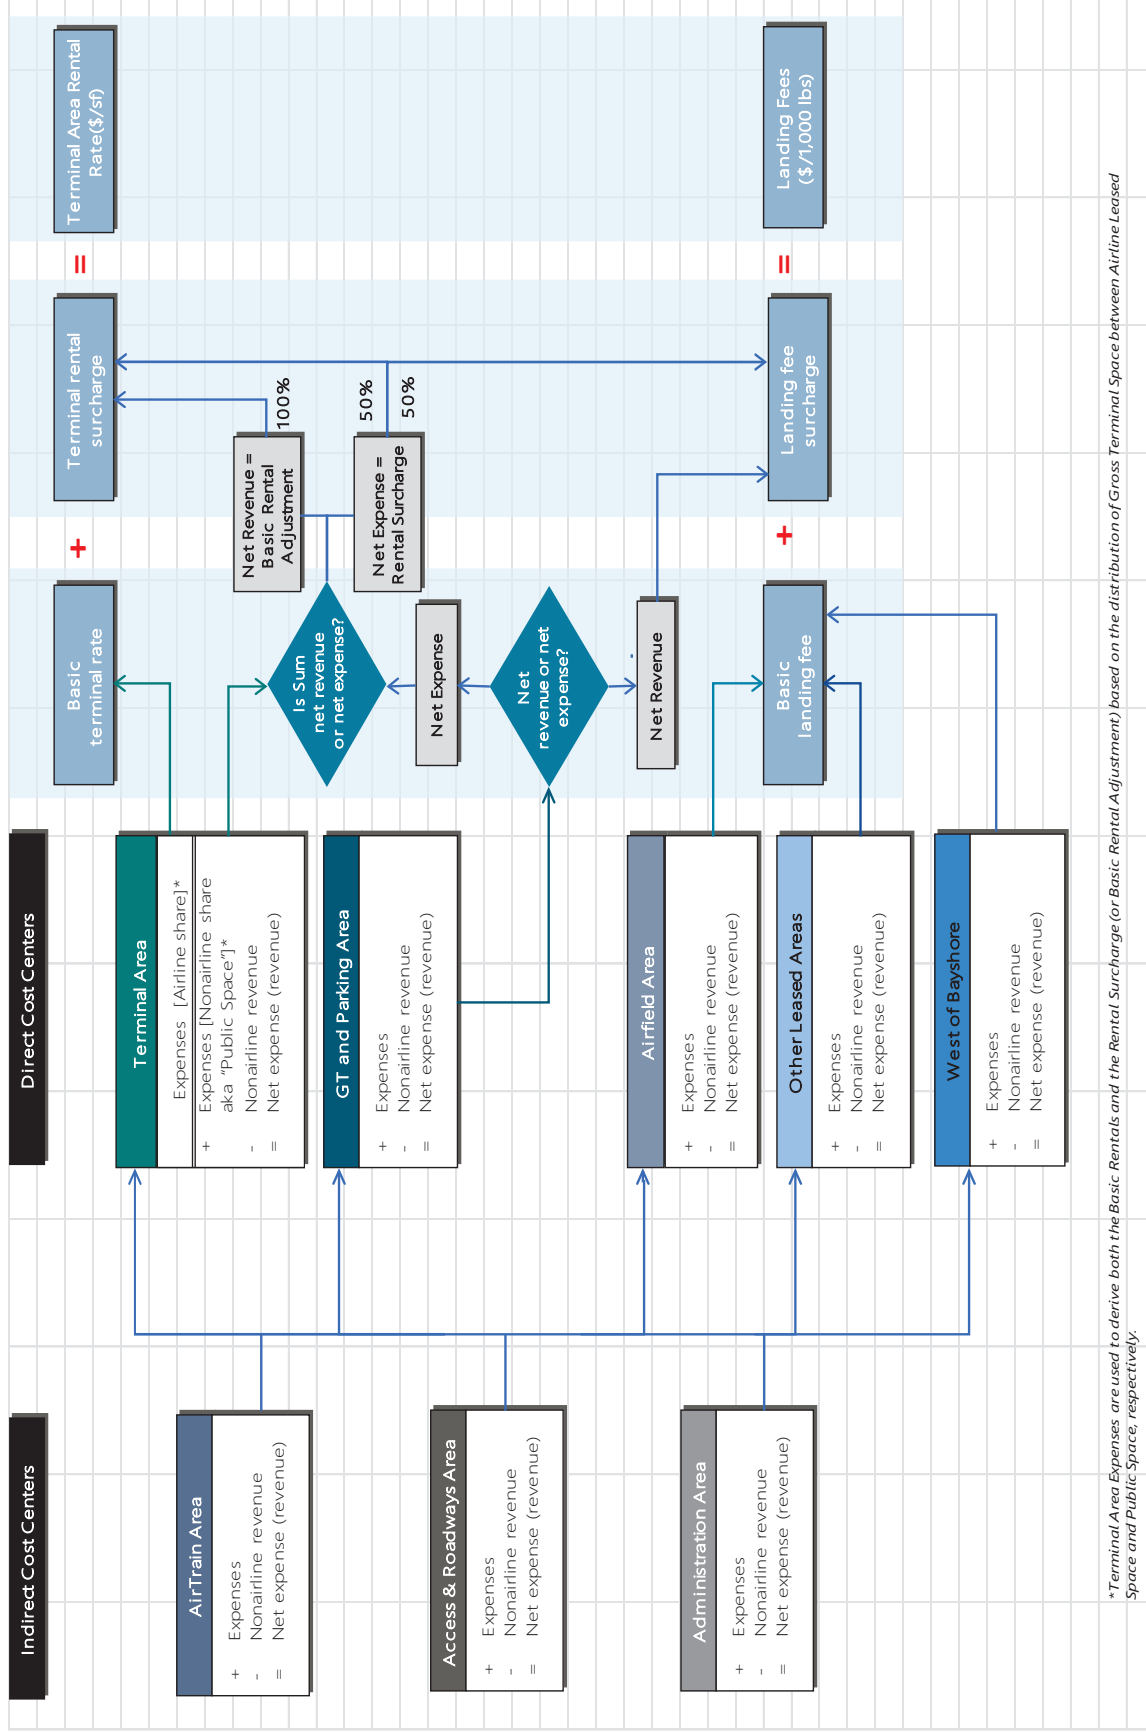 Indirect Cost Centers
AirTrain Area
+ Expenses
- Nonairline revenue
= Net expense (revenue)
Access & Roadways Area
+ Expenses
- Nonairline revenue
= Net expense (revenue)
Administration Area
+ Expenses
- Nonairline revenue
= Net expense (revenue)
Direct Cost Centers
Terminal Area
Expenses [Airline share]*
+ Expenses [Nonairline share
aka "Public Space"]*
- Nonairline revenue
= Net expense (revenue)
GT and Parking Area
+ Expenses
- Nonairline revenue
= Net expense (revenue)
Airfield Area
+ Expenses
- Nonairline revenue
= Net expense (revenue)
Other Leased Areas
+ Expenses
- Nonairline revenue
= Net expense (revenue)
West of Bayshore
+ Expenses
- Nonairline revenue
= Net expense (revenue)
Basic
terminal rate
Is Sum
net revenue
or net expense?
Net Expense
Net
revenue or net
expense?
Net Revenue
Basic
landing fee
+
+
Net Revenue =
Basic Rental
Adjustment
Net Expense =
Rental Surcharge
100%
50%
50%
Terminal rental
surcharge
Landing fee
surcharge
=
=
Terminal Area Rental
Rate($/sf)
Landing Fees
($/1,000 lbs)
*Terminal Area Expenses are used to derive both the Basic Rentals and the Rental Surcharge (or Basic Rental Adjustment) based on the distribution of Gross Terminal Space between Airline Leased
Space and Public Space, respectively.